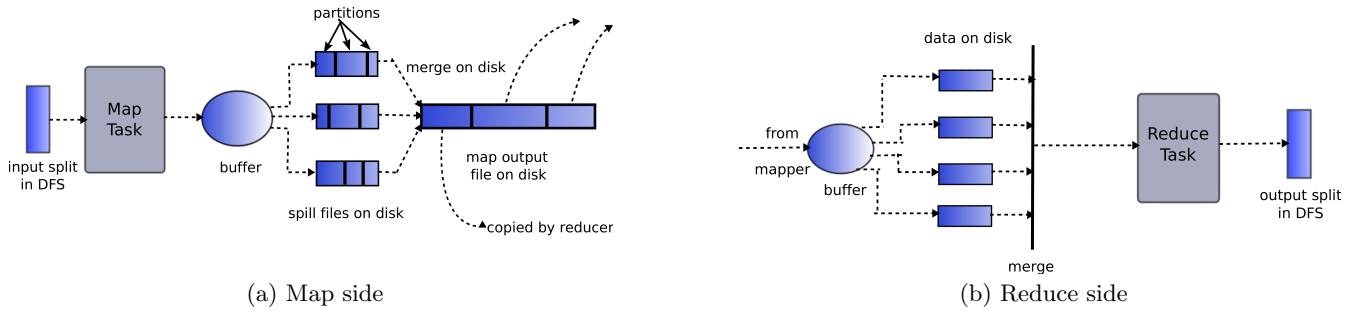 partitions
merge on disk
Map
Task
input split
in DFS
buffer
map output
file on disk
spill files on disk
copied by reducer
(a) Map side
data on disk
from
mapper
buffer
Reduce
Task
output split
in DFS
merge
(b) Reduce side